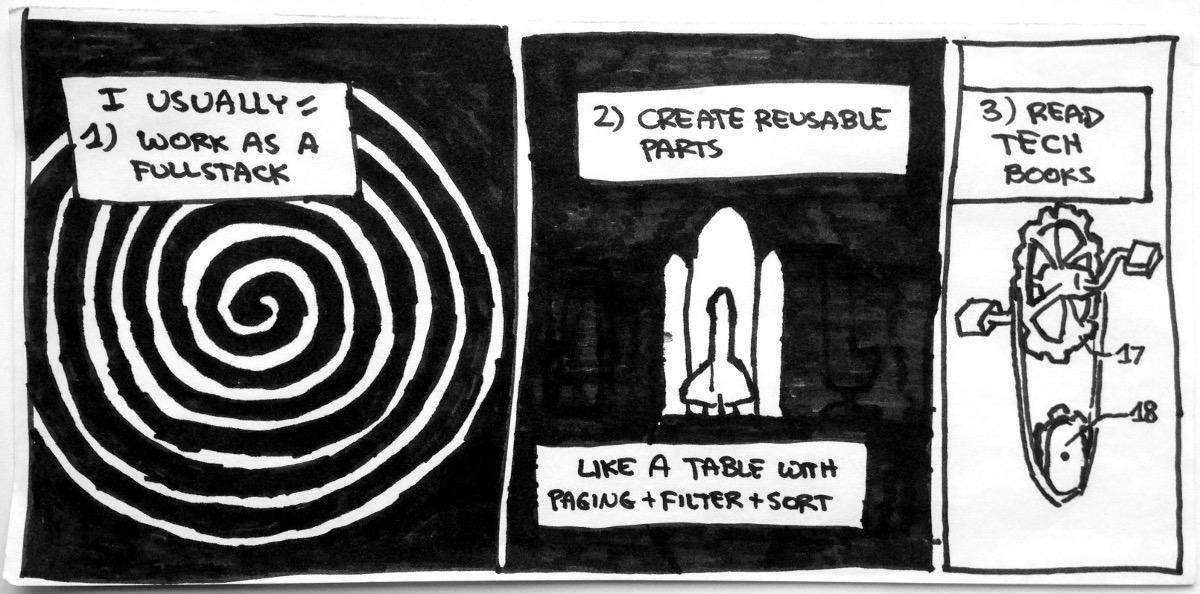 I USUALLY =
1) WORK AS A
FULLSTACK
2) CREATE REUSABLE
PARTS
LIKE A TABLE WITH
PAGING + FILTER + SORT
3) READ
TECH
BOOKS
17
18